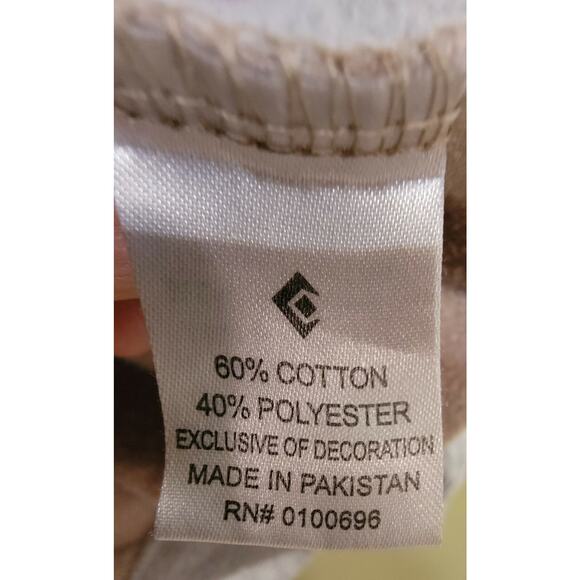 60% COTTON
40% POLYESTER
EXCLUSIVE OF DECORATION
MADE IN PAKISTAN
RN# 0100696